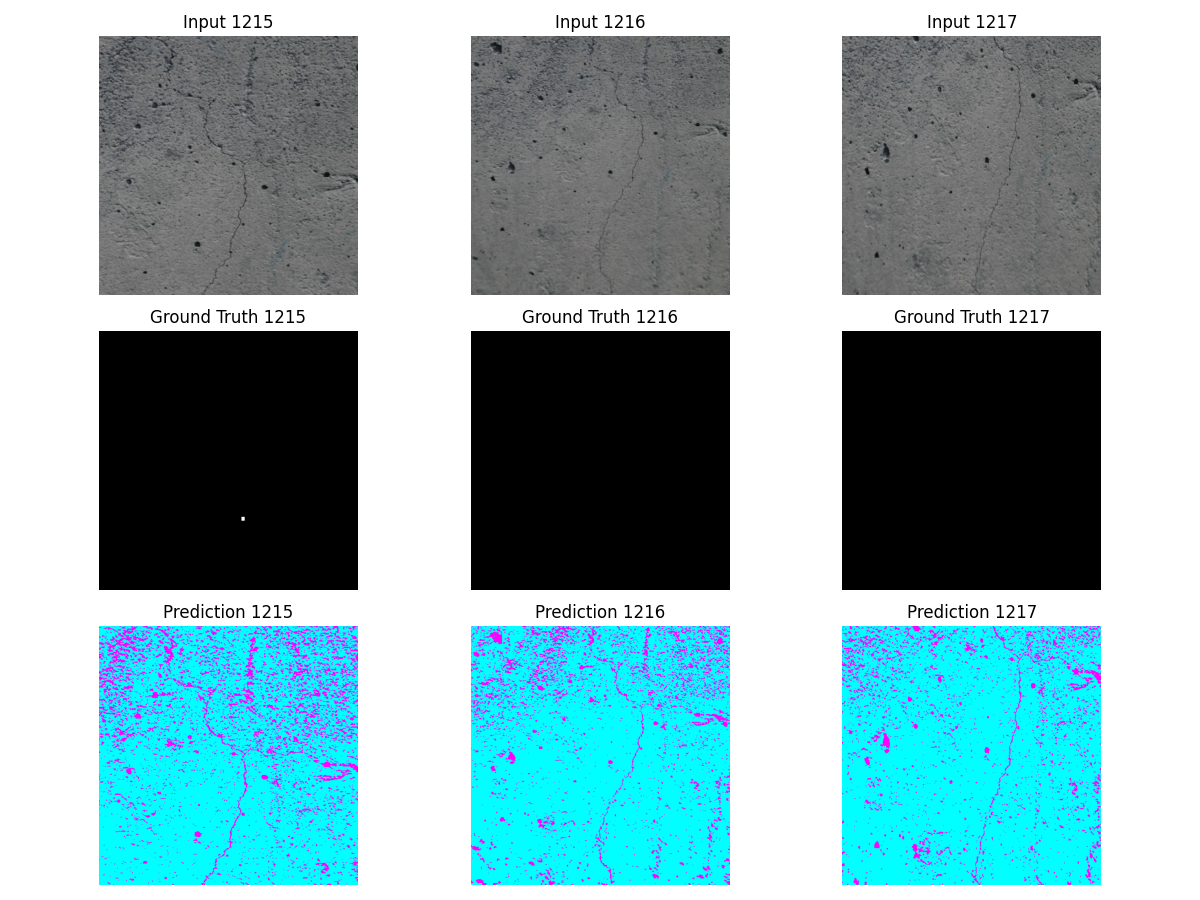 Input 1215
Input 1216
Input 1217
Ground Truth 1215
Ground Truth 1216
Ground Truth 1217
Prediction 1215
Prediction 1216
Prediction 1217